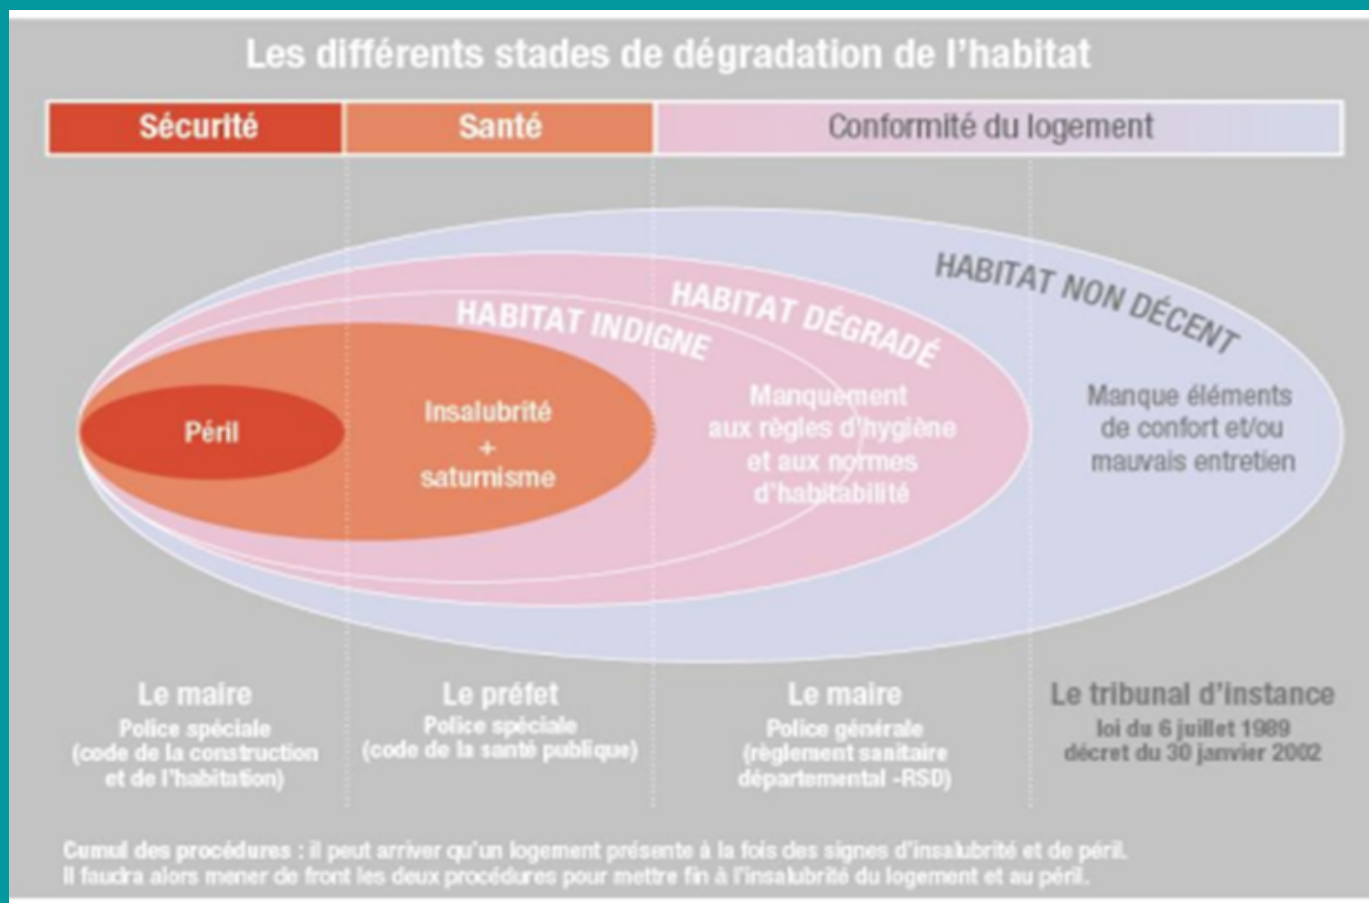 Les différents stades de dégradation de l'habitat
Sécurité
Santé
Conformité du logement
HABITAT INDIGNE
HABITAT DÉGRADÉ
HABITAT NON DÉCENT
Péril
Insalubrité
+
saturnisme
Manquement
aux règles d'hygiène
et aux normes
d'habitabilité
Manque éléments
de confort et/ou
mauvais entretien
Le maire
Police spéciale
(code de la construction
et de l'habitation)
Le préfet
Police spéciale
(code de la santé publique)
Le maire
Police générale
(règlement sanitaire
départemental -RSD)
Le tribunal d'instance
loi du 6 juillet 1989
décret du 30 janvier 2002
Cumul des procédures : il peut arriver qu'un logement présente à la fois des signes d'insalubrité et de péril.
Il faudra alors mener de front les deux procédures pour mettre fin à l'insalubrité du logement et au péril.